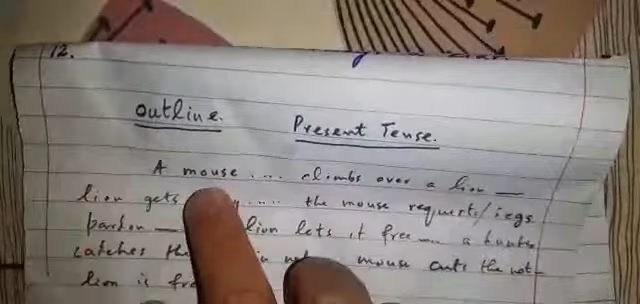 12.
Outline. Present Tense.
A mouse .... climbs over a lion —
lion gets .... the mouse requests/
pardon — lion lets it free — a hunter
catches the in mouse cuts the net
lion is